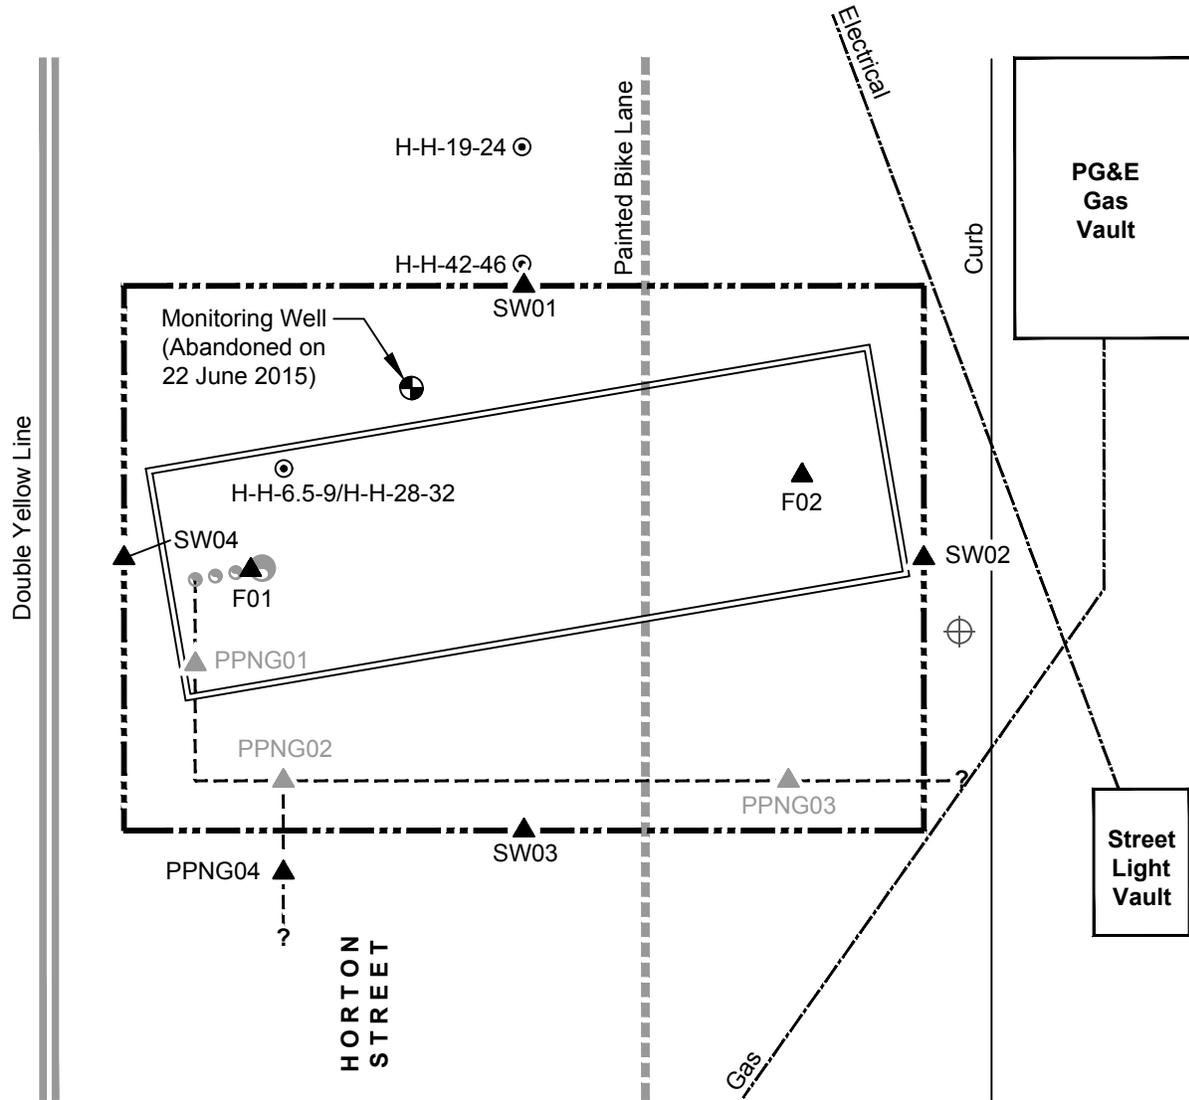 Electrical
Painted Bike Lane
H-H-19-24
PG&E
Gas
Vault
Curb
H-H-42-46
SW01
Monitoring Well
(Abandoned on
22 June 2015)
Double Yellow Line
H-H-6.5-9/H-H-28-32
F02
SW04
SW02
F01
PPNG01
PPNG02
?
PPNG03
SW03
PPNG04
Street
Light
Vault
?
HORTON
STREET
Gas